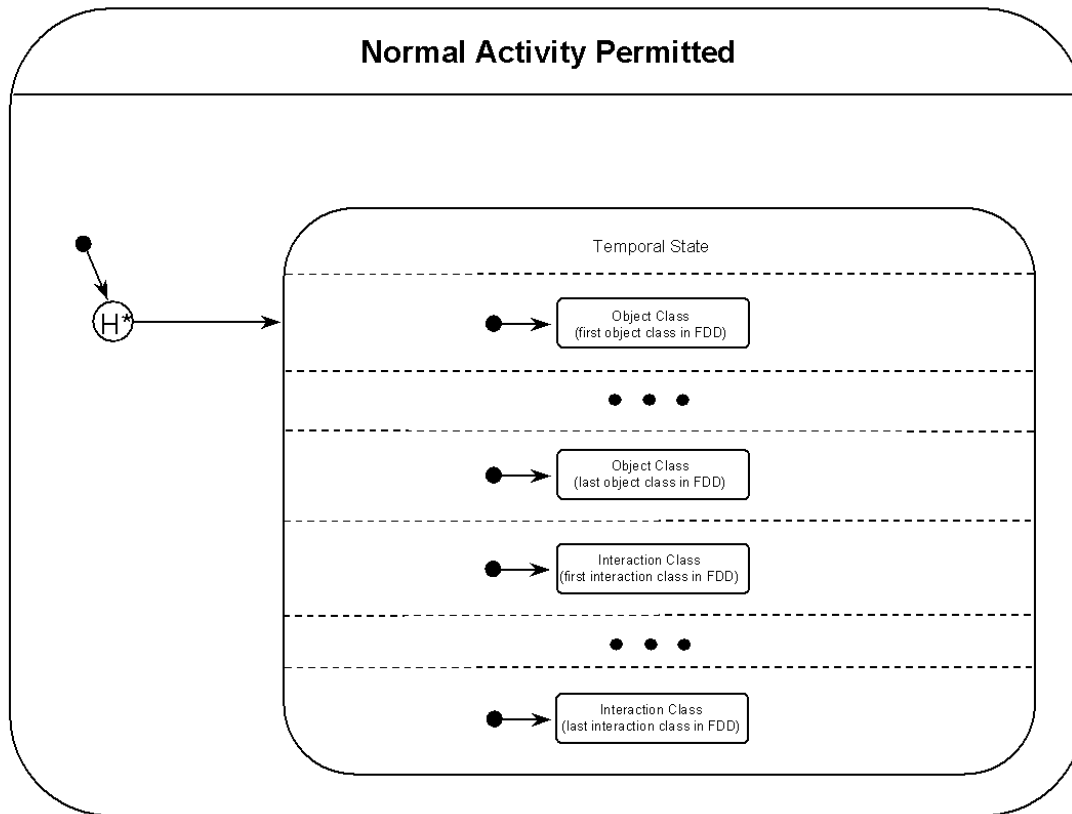 Normal Activity Permitted
Temporal State
H*
Object Class
(first object class in FDD)
Object Class
(last object class in FDD)
Interaction Class
(first interaction class in FDD)
Interaction Class
(last interaction class in FDD)